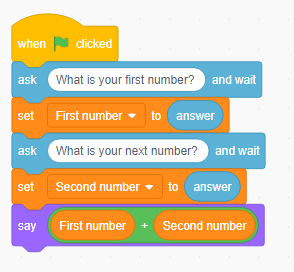 when clicked
ask What is your first number? and wait
set First number to answer
ask What is your next number? and wait
set Second number to answer
say First number + Second number